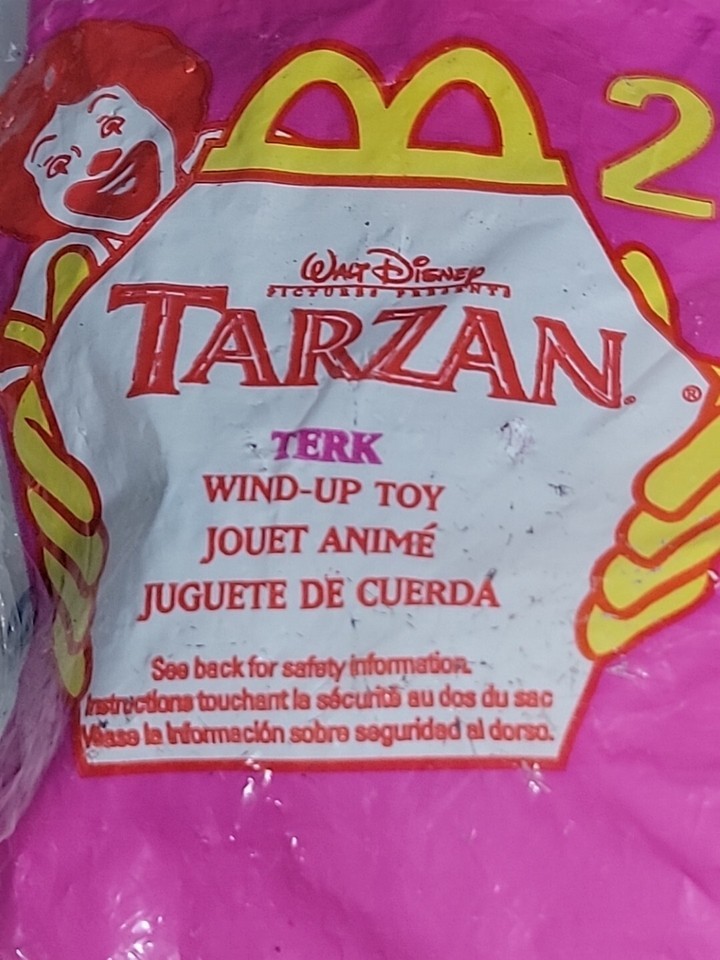 2
WALT DISNEY
PICTURES PRESENTS
TARZAN.
®
TERK
WIND-UP TOY
JOUET ANIMÉ
JUGUETE DE CUERDA
See back for safety information.
Instructions touchant la sécurité au dos du sac
Véase la información sobre seguridad al dorso.